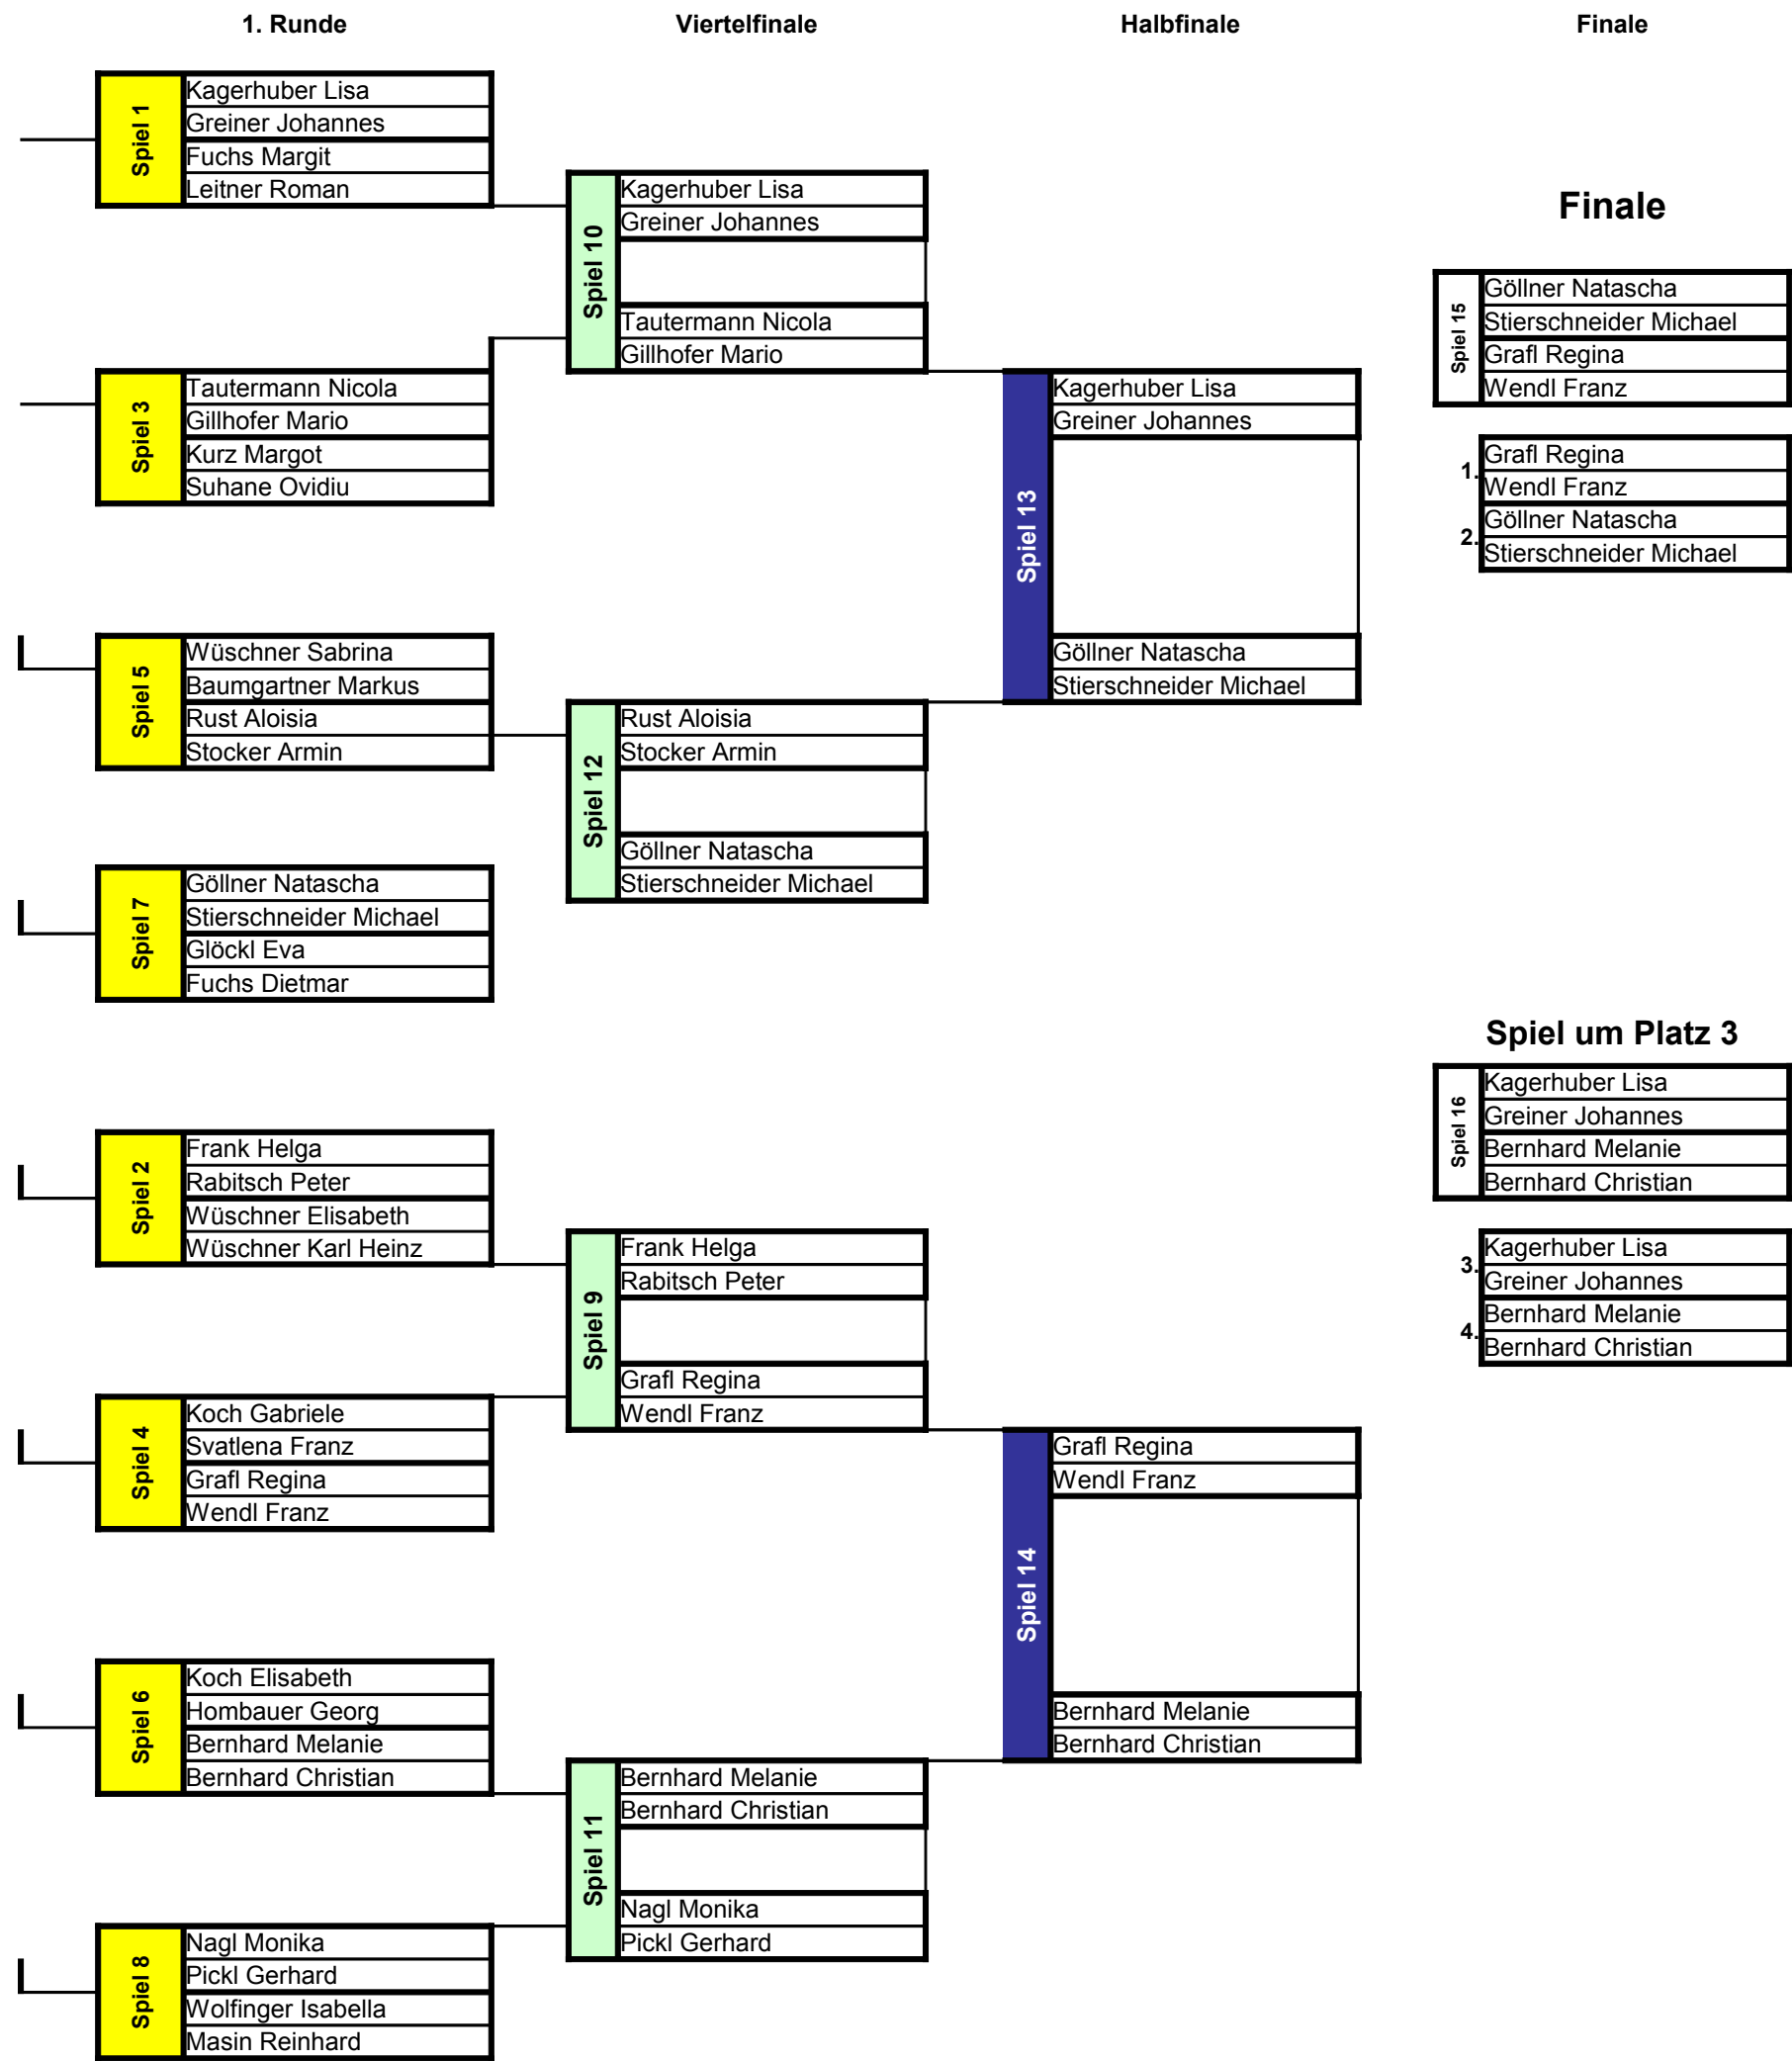 1. Runde
Viertelfinale
Halbfinale
Finale
Spiel 1
Kagerhuber Lisa
Greiner Johannes
Fuchs Margit
Leitner Roman
Spiel 3
Tautermann Nicola
Gillhofer Mario
Kurz Margot
Suhane Ovidiu
Spiel 5
Wüschner Sabrina
Baumgartner Markus
Rust Aloisia
Stocker Armin
Spiel 7
Göllner Natascha
Stierschneider Michael
Glöckl Eva
Fuchs Dietmar
Spiel 2
Frank Helga
Rabitsch Peter
Wüschner Elisabeth
Wüschner Karl Heinz
Spiel 4
Koch Gabriele
Svatlena Franz
Grafl Regina
Wendl Franz
Spiel 6
Koch Elisabeth
Hombauer Georg
Bernhard Melanie
Bernhard Christian
Spiel 8
Nagl Monika
Pickl Gerhard
Wolfinger Isabella
Masin Reinhard
Spiel 10
Kagerhuber Lisa
Greiner Johannes
Tautermann Nicola
Gillhofer Mario
Spiel 12
Rust Aloisia
Stocker Armin
Göllner Natascha
Stierschneider Michael
Spiel 9
Frank Helga
Rabitsch Peter
Grafl Regina
Wendl Franz
Spiel 11
Bernhard Melanie
Bernhard Christian
Nagl Monika
Pickl Gerhard
Spiel 13
Kagerhuber Lisa
Greiner Johannes
Göllner Natascha
Stierschneider Michael
Spiel 14
Grafl Regina
Wendl Franz
Bernhard Melanie
Bernhard Christian
Finale
Spiel 15
Göllner Natascha
Stierschneider Michael
Grafl Regina
Wendl Franz
1.
Grafl Regina
Wendl Franz
2.
Göllner Natascha
Stierschneider Michael
Spiel um Platz 3
Spiel 16
Kagerhuber Lisa
Greiner Johannes
Bernhard Melanie
Bernhard Christian
3.
Kagerhuber Lisa
Greiner Johannes
4.
Bernhard Melanie
Bernhard Christian